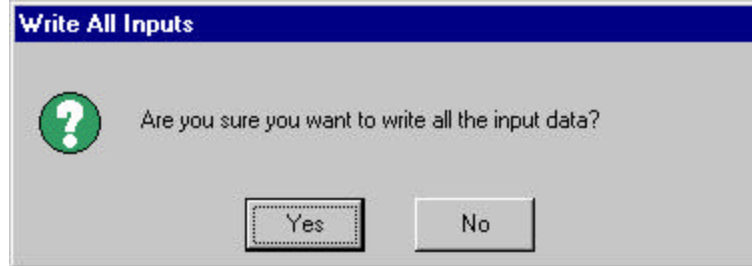 Write All Inputs
?
Are you sure you want to write all the input data?
Yes
No